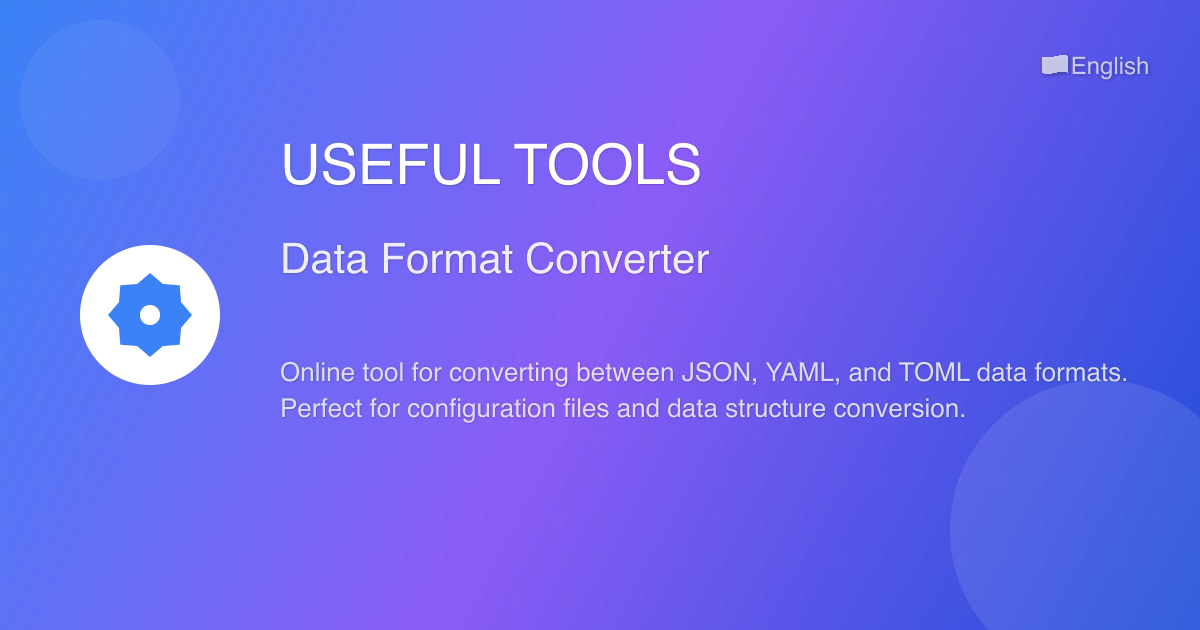 English
USEFUL TOOLS
Data Format Converter
Online tool for converting between JSON, YAML, and TOML data formats.
Perfect for configuration files and data structure conversion.